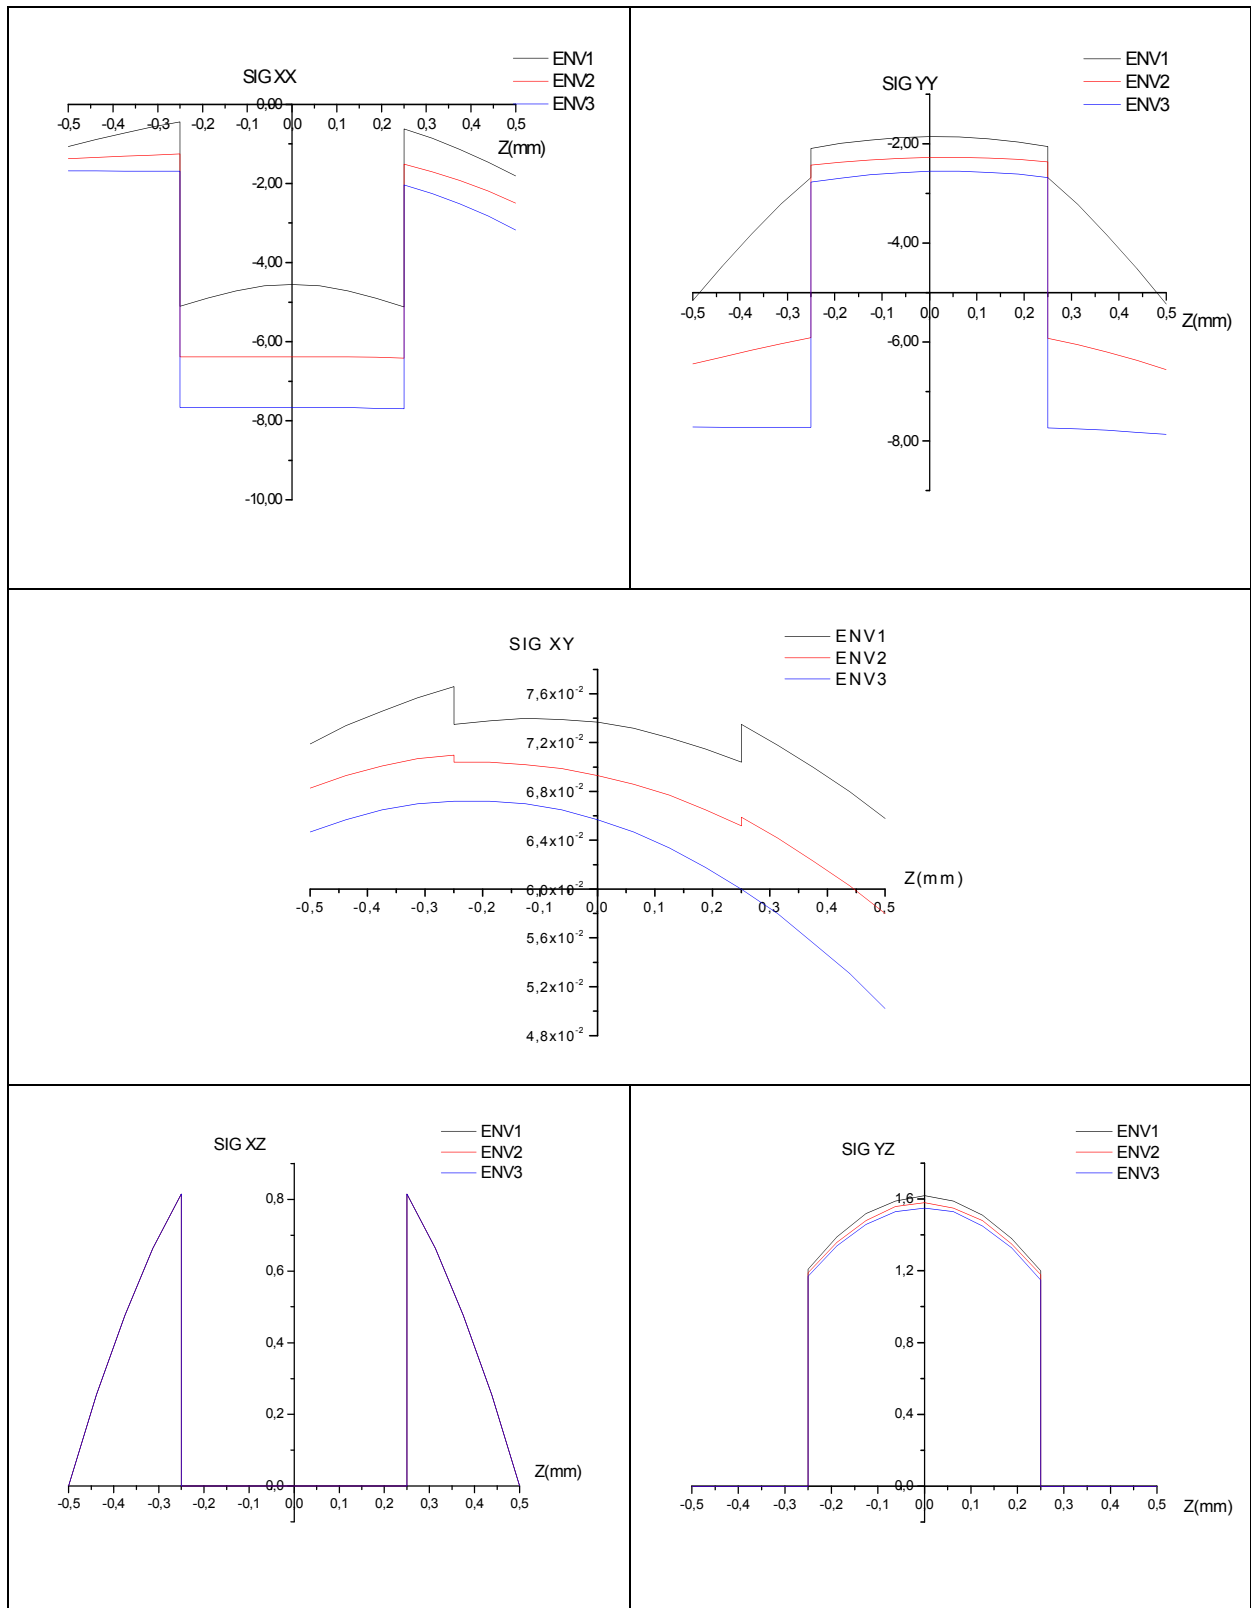 SIG XX
ENV1
ENV2
ENV3
0,00
-0,5 -0,4 -0,3 -0,2 -0,1 0,0 0,1 0,2 0,3 0,4 0,5
Z(mm)
-2,00
-4,00
-6,00
-8,00
-10,00
SIG YY
ENV1
ENV2
ENV3
-2,00
-4,00
-0,5 -0,4 -0,3 -0,2 -0,1 0,0 0,1 0,2 0,3 0,4 0,5
Z(mm)
-6,00
-8,00
SIG XY
ENV1
ENV2
ENV3
7,6x10⁻²
7,2x10⁻²
6,8x10⁻²
6,4x10⁻²
6,0x10⁻²
Z(mm)
-0,5 -0,4 -0,3 -0,2 -0,1 0,0 0,1 0,2 0,3 0,4 0,5
5,6x10⁻²
5,2x10⁻²
4,8x10⁻²
SIG XZ
ENV1
ENV2
ENV3
0,8
0,6
0,4
0,2
0,0
Z(mm)
-0,5 -0,4 -0,3 -0,2 -0,1 0,0 0,1 0,2 0,3 0,4 0,5
SIG YZ
ENV1
ENV2
ENV3
1,6
1,2
0,8
0,4
0,0
-0,5 -0,4 -0,3 -0,2 -0,1 0,0 0,1 0,2 0,3 0,4 0,5
Z(mm)